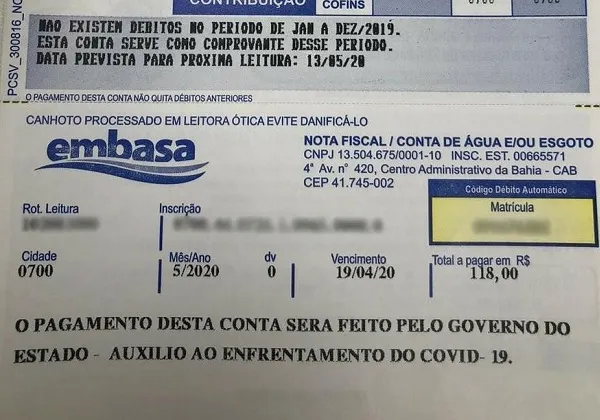 CONTRIBUIÇÃO
COFINS
PCSV_300816_NO
NAO EXISTEM DEBITOS NO PERIODO DE JAN A DEZ/2019.
ESTA CONTA SERVE COMO COMPROVANTE DESSE PERIODO.
DATA PREVISTA PARA PROXIMA LEITURA: 13/05/20
O PAGAMENTO DESTA CONTA NÃO QUITA DÉBITOS ANTERIORES
CANHOTO PROCESSADO EM LEITORA ÓTICA EVITE DANIFICÁ-LO
embasa
NOTA FISCAL / CONTA DE ÁGUA E/OU ESGOTO
CNPJ 13.504.675/0001-10 INSC. EST. 00665571
4ª Av. nº 420, Centro Administrativo da Bahia - CAB
CEP 41.745-002
Código Débito Automático
Rot. Leitura Inscrição Matrícula
Cidade Mês/Ano dv Vencimento Total a pagar em R$
0700 5/2020 0 19/04/20 118,00
O PAGAMENTO DESTA CONTA SERA FEITO PELO GOVERNO DO
ESTADO - AUXILIO AO ENFRENTAMENTO DO COVID- 19.